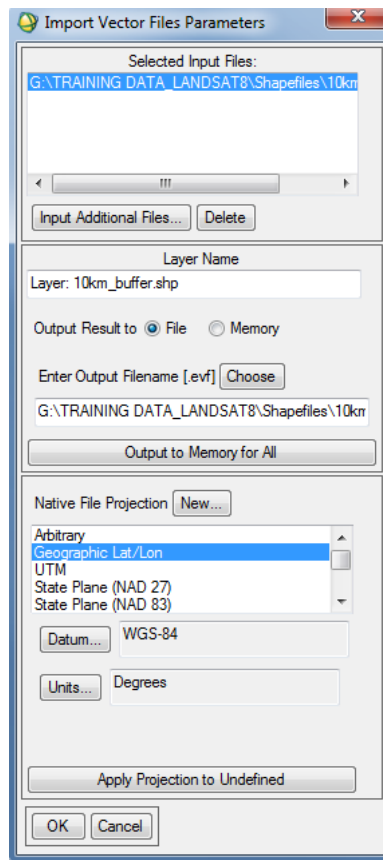 Import Vector Files Parameters
Selected Input Files:
G:\TRAINING DATA_LANDSAT8\Shapefiles\10km
Input Additional Files... Delete
Layer Name
Layer: 10km_buffer.shp
Output Result to File Memory
Enter Output Filename [.evf] Choose
G:\TRAINING DATA_LANDSAT8\Shapefiles\10km
Output to Memory for All
Native File Projection New...
Arbitrary
Geographic Lat/Lon
UTM
State Plane (NAD 27)
State Plane (NAD 83)
Datum... WGS-84
Units... Degrees
Apply Projection to Undefined
OK Cancel